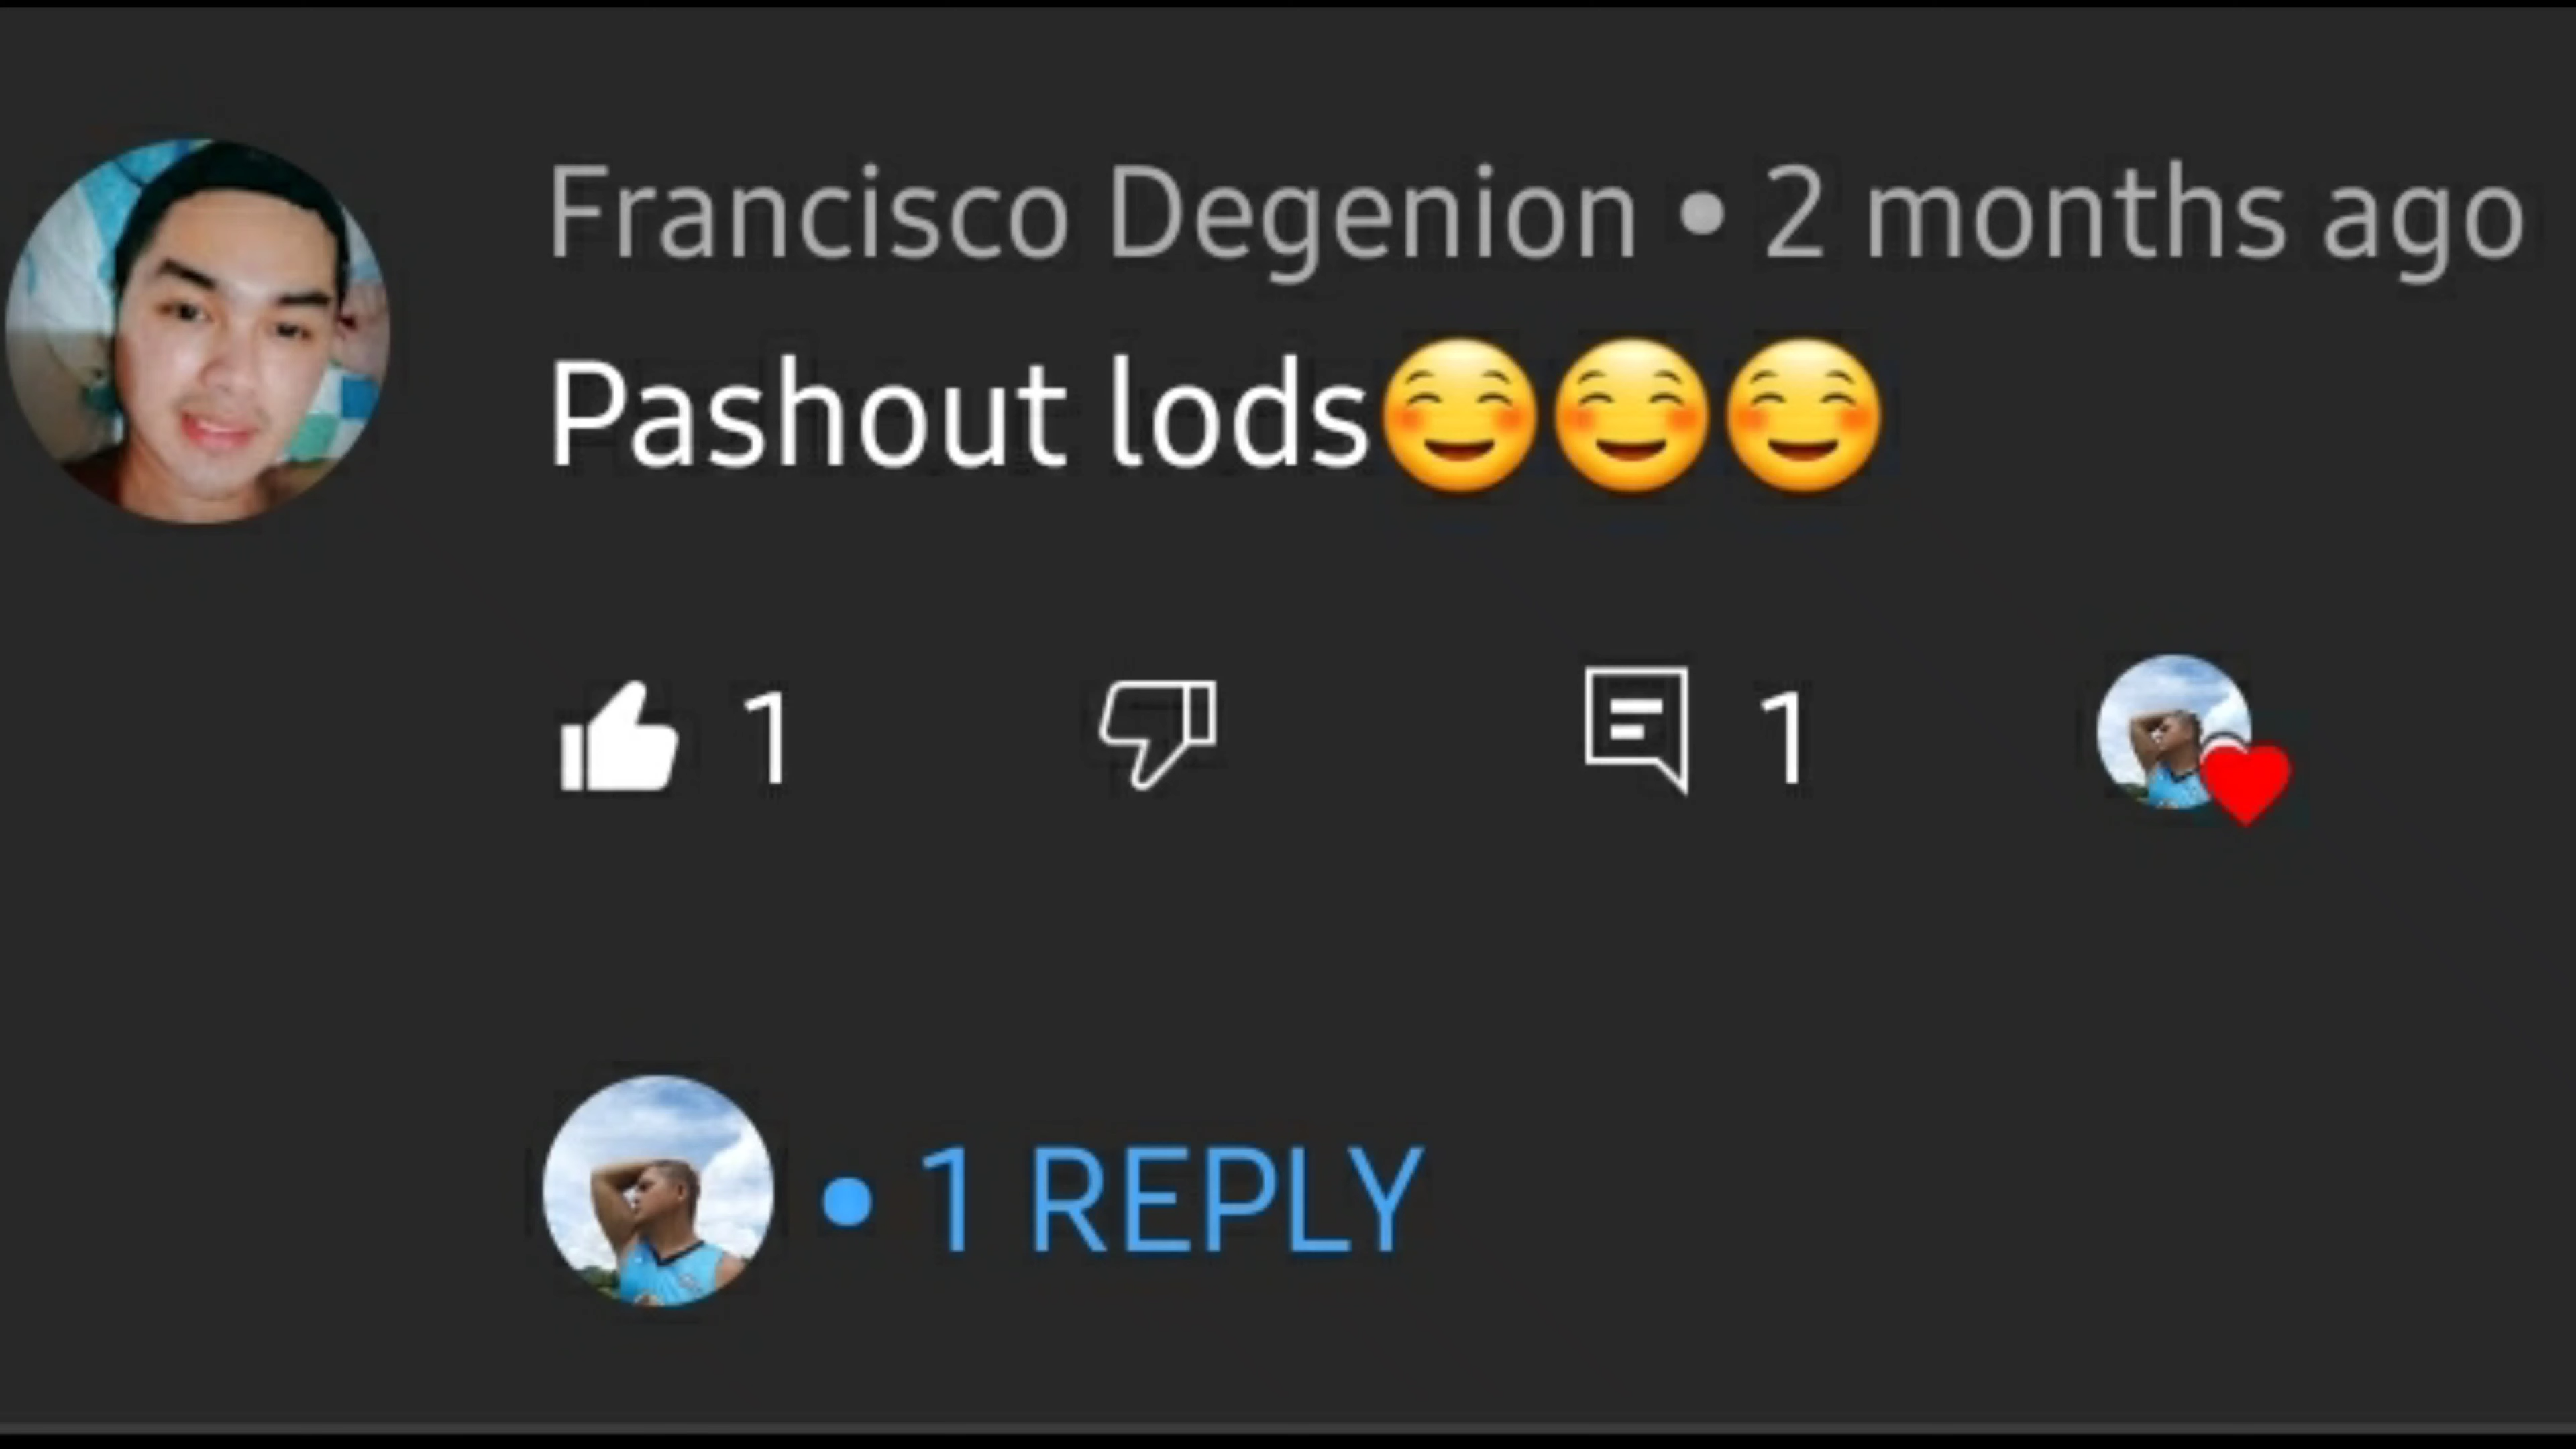 Francisco Degenion • 2 months ago
Pashout lods😊😊😊
1 1
• 1 REPLY